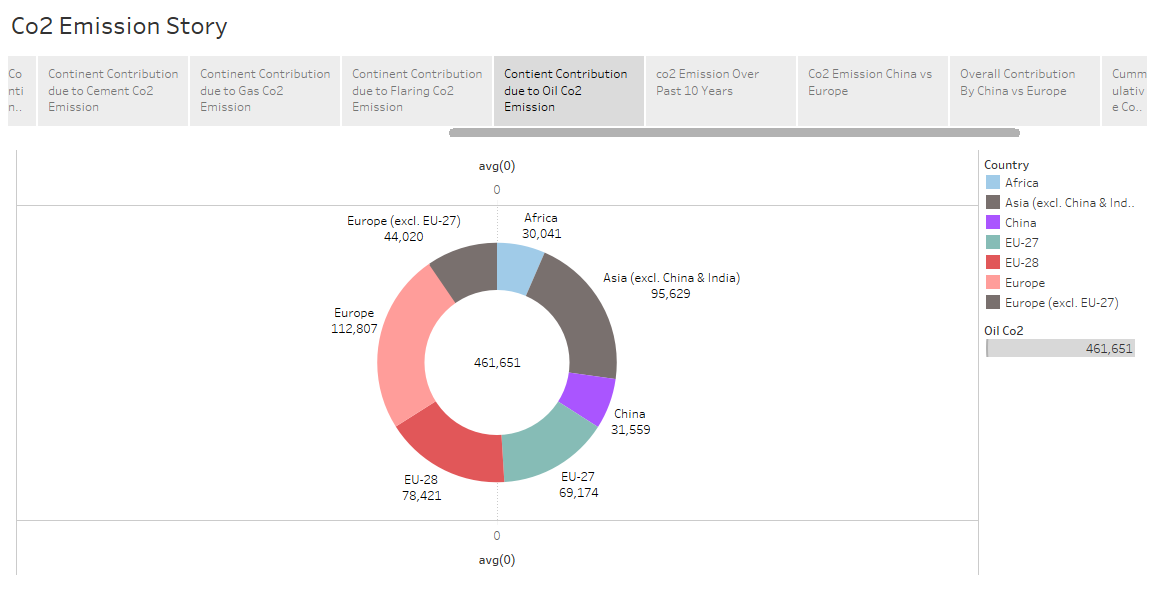 Co2 Emission Story
Co
nti
n..
Continent Contribution
due to Cement Co2
Emission
Continent Contribution
due to Gas Co2
Emission
Continent Contribution
due to Flaring Co2
Emission
Contient Contribution
due to Oil Co2
Emission
co2 Emission Over
Past 10 Years
Co2 Emission China vs
Europe
Overall Contribution
By China vs Europe
Cumm
ulativ
e Co..
avg(0)
0
Europe (excl. EU-27)
44,020
Africa
30,041
Asia (excl. China & India)
95,629
Europe
112,807
461,651
China
31,559
EU-28
78,421
EU-27
69,174
0
avg(0)
Country
Africa
Asia (excl. China & Ind..
China
EU-27
EU-28
Europe
Europe (excl. EU-27)
Oil Co2
461,651